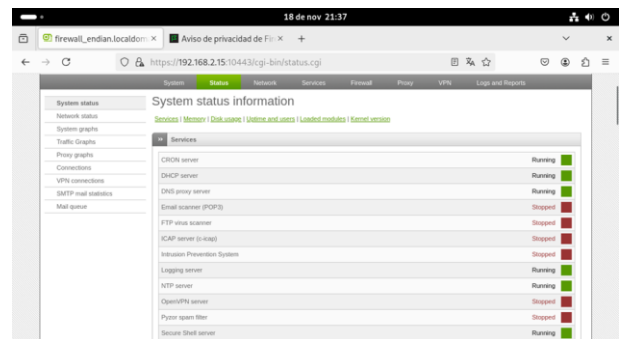 18 de nov 21:37
firewall_endian.localdom
Aviso de privacidad de Fir
https://192.168.2.15:10443/cgi-bin/status.cgi
System Status Network Services Firewall Proxy VPN Logs and Reports
System status
Network status
System graphs
Traffic Graphs
Proxy graphs
Connections
VPN connections
SMTP mail statistics
Mail queue
System status information
Services | Memory | Disk usage | Uptime and users | Loaded modules | Kernel version
Services
CRON server Running
DHCP server Running
DNS proxy server Running
Email scanner (POP3) Stopped
FTP virus scanner Stopped
ICAP server (c-icap) Stopped
Intrusion Prevention System Stopped
Logging server Running
NTP server Running
OpenVPN server Stopped
Pyzor spam filter Stopped
Secure Shell server Running